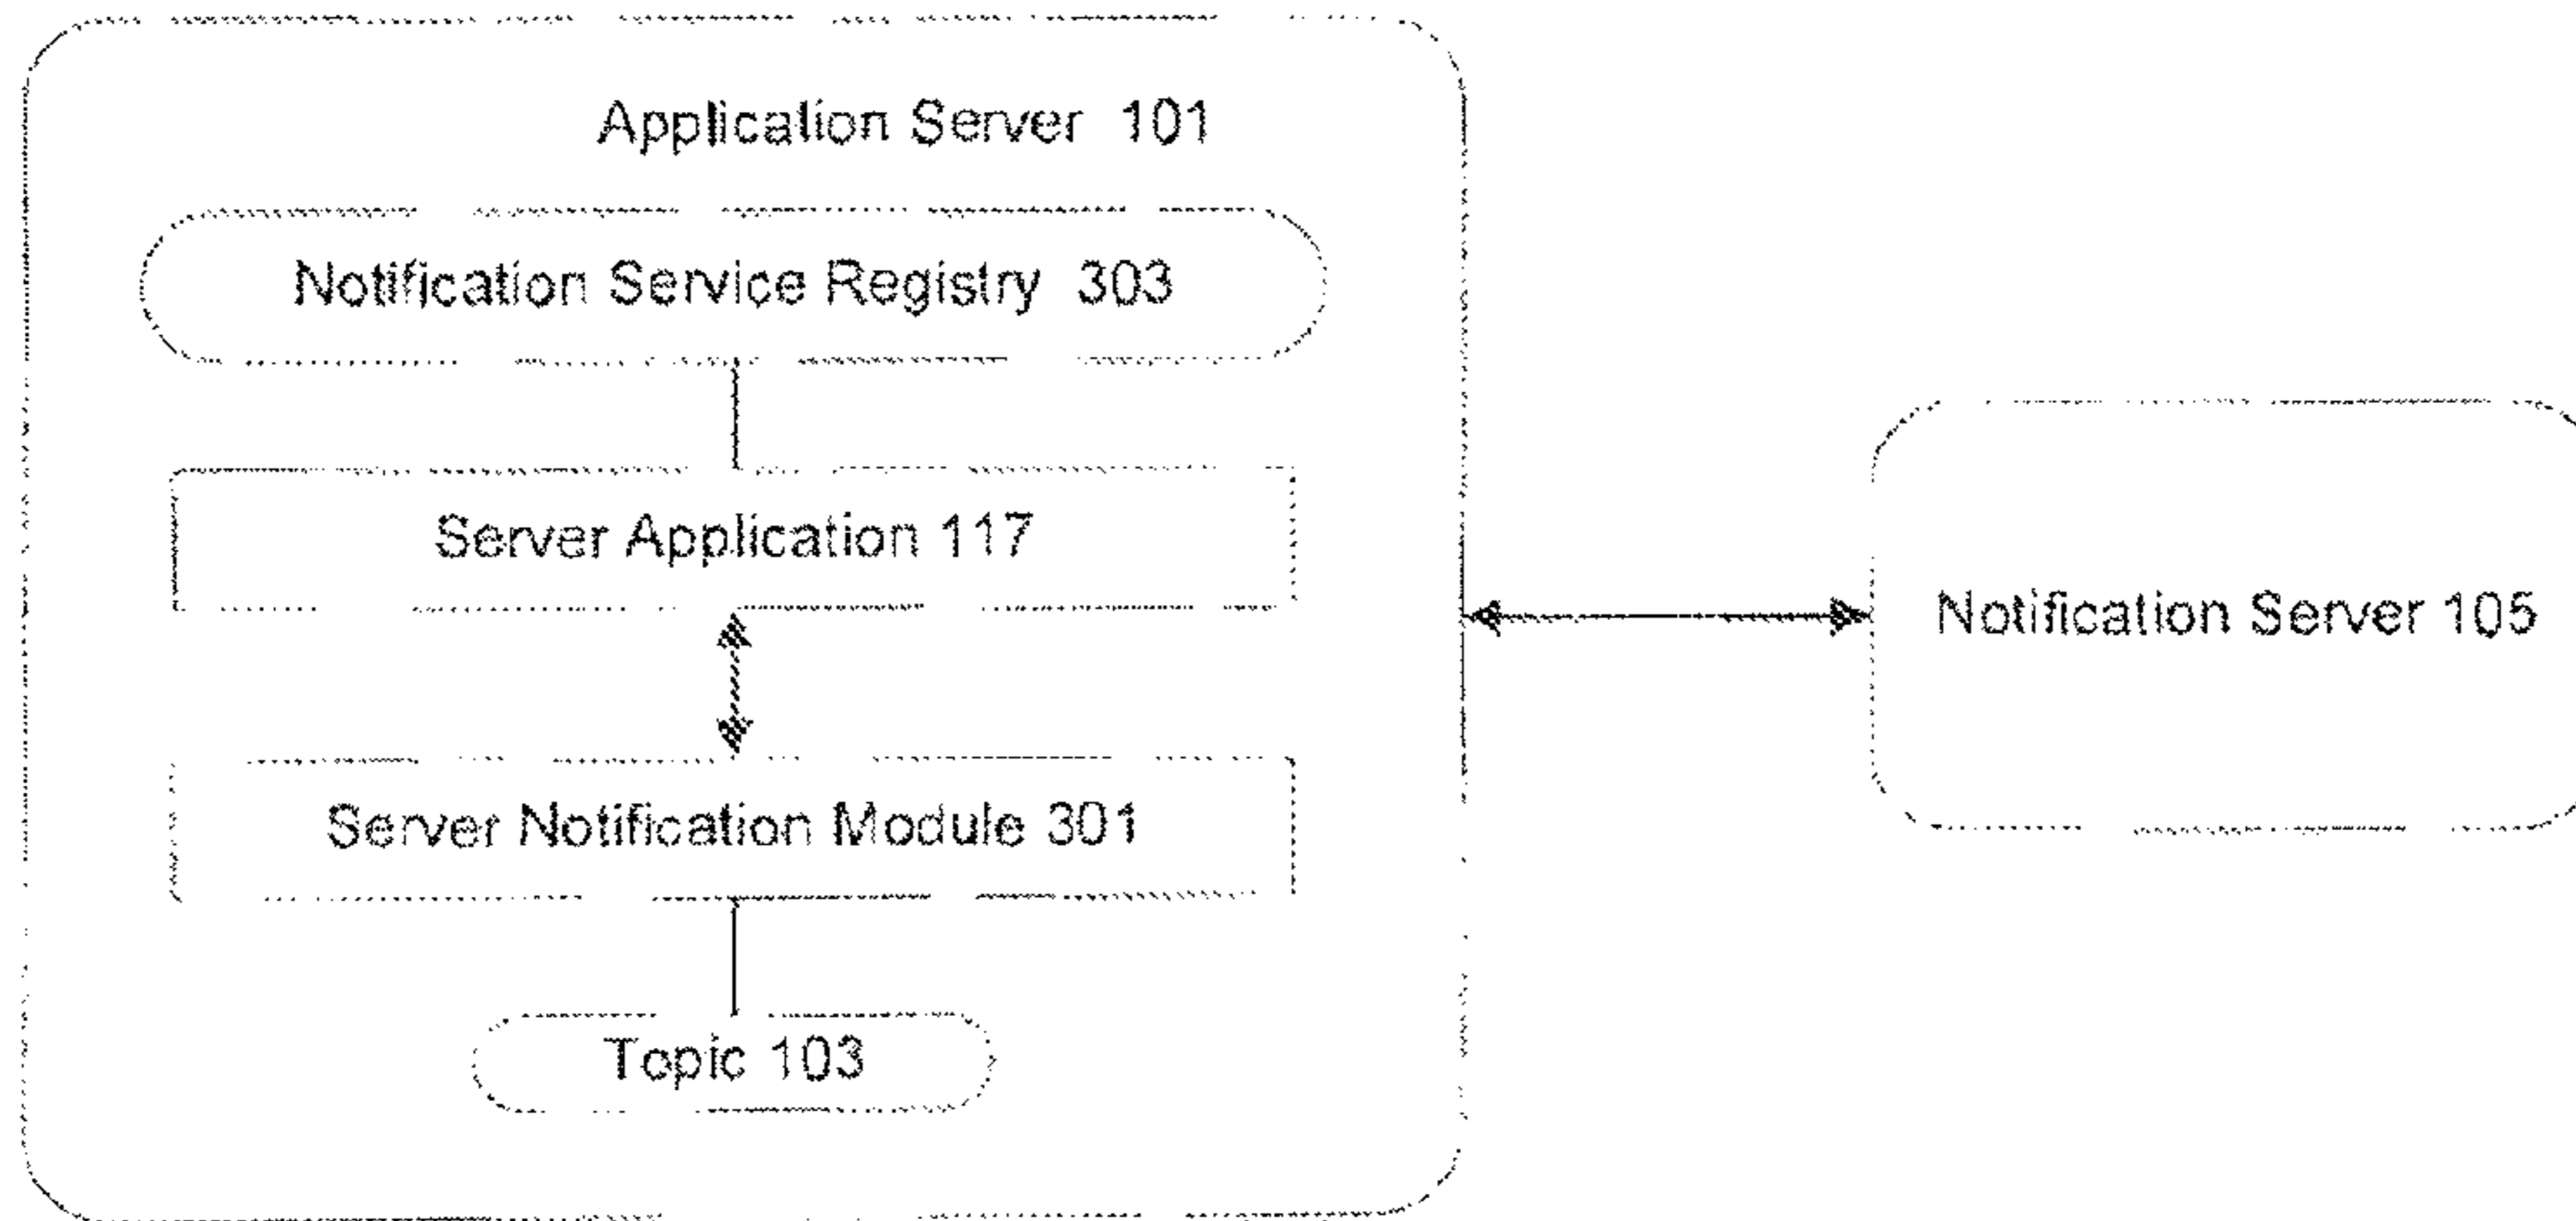 Application Server 101
Notification Service Registry 303
Server Application 117
Server Notification Module 301
Topic 103
Notification Server 105